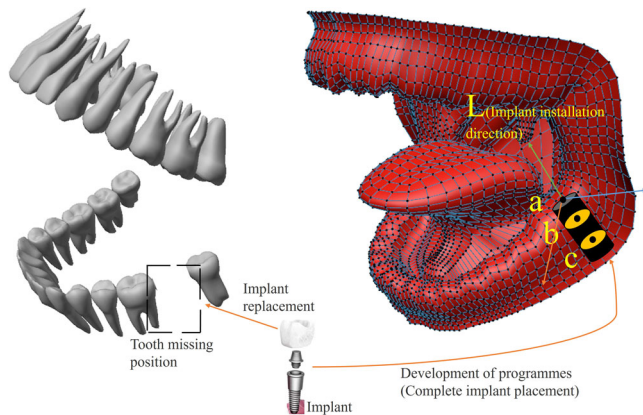 L(Implant installation
direction)
a
b
c
Implant
replacement
Tooth missing
position
Implant
Development of programmes
(Complete implant placement)